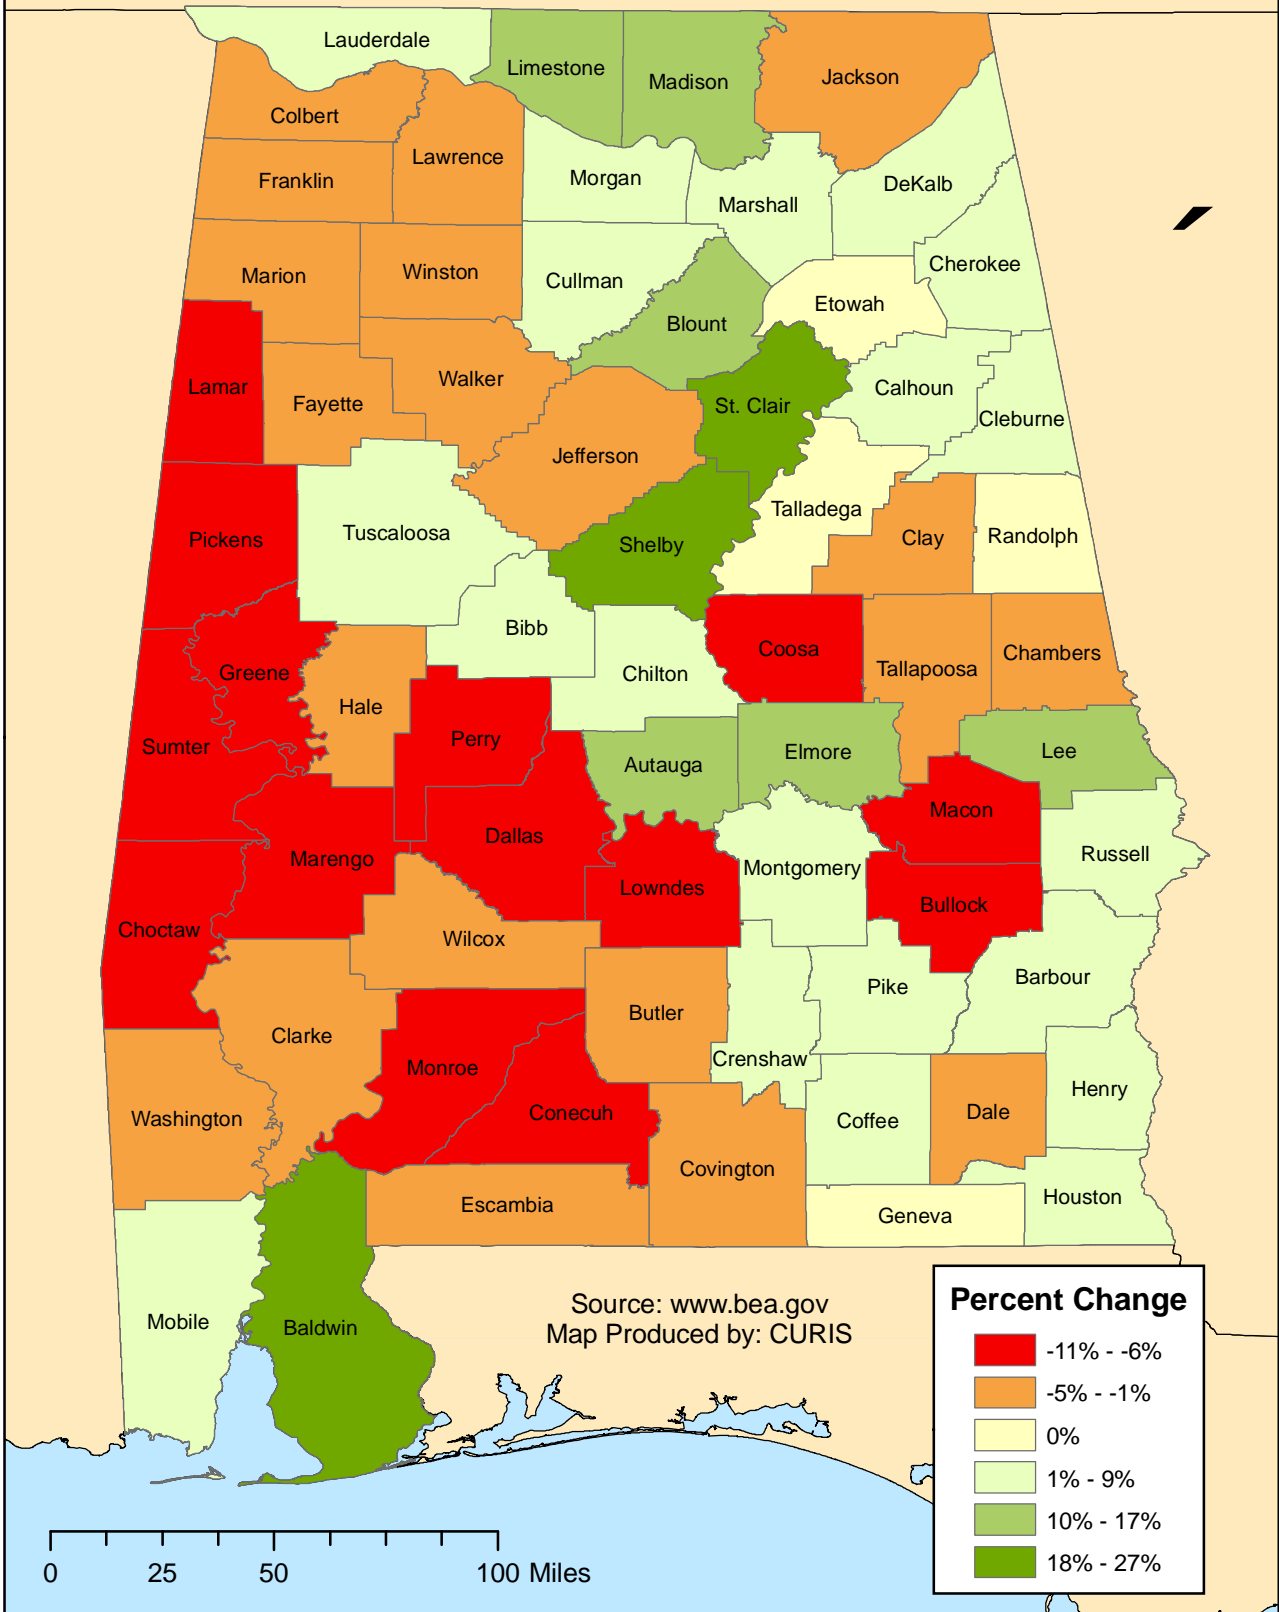 Lauderdale
Limestone
Madison
Jackson
Colbert
Lawrence
Franklin
Morgan
DeKalb
Marshall
Marion
Winston
Cullman
Cherokee
Etowah
Blount
Lamar
Walker
Fayette
St. Clair
Calhoun
Cleburne
Jefferson
Talladega
Tuscaloosa
Pickens
Shelby
Clay
Randolph
Bibb
Greene
Chilton
Coosa
Tallapoosa
Chambers
Hale
Sumter
Perry
Autauga
Elmore
Lee
Macon
Dallas
Marengo
Montgomery
Russell
Lowndes
Bullock
Choctaw
Wilcox
Barbour
Pike
Butler
Clarke
Crenshaw
Monroe
Henry
Washington
Conecuh
Coffee
Dale
Covington
Escambia
Houston
Geneva
Mobile
Baldwin
Source: www.bea.gov
Map Produced by: CURIS
Percent Change
-11% - -6%
-5% - -1%
0%
1% - 9%
10% - 17%
18% - 27%
0 25 50 100 Miles